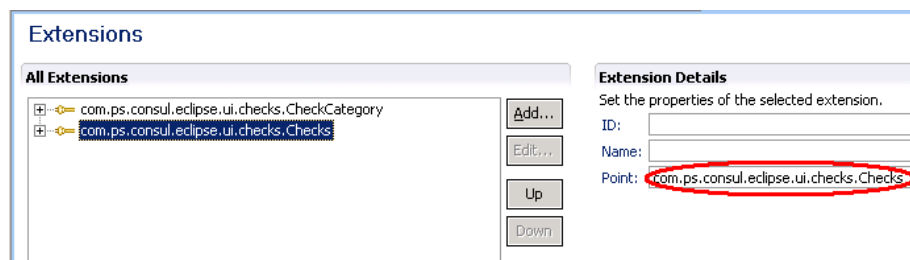 Extensions
All Extensions
com.ps.consul.eclipse.ui.checks.CheckCategory
com.ps.consul.eclipse.ui.checks.Checks
Add...
Edit...
Up
Down
Extension Details
Set the properties of the selected extension.
ID:
Name:
Point: com.ps.consul.eclipse.ui.checks.Checks